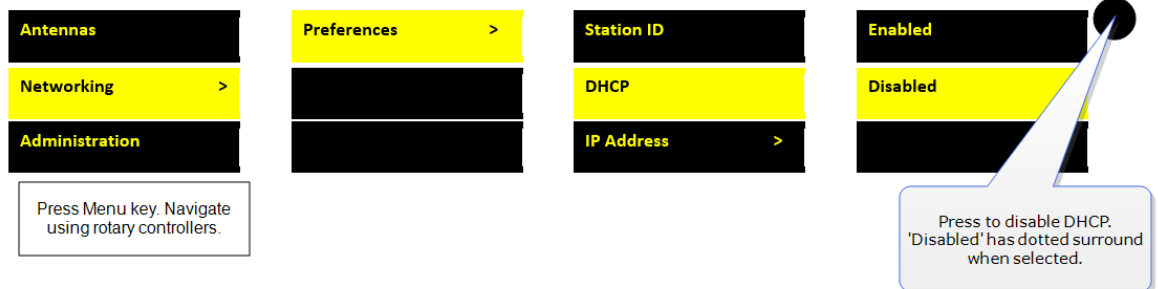 Antennas
Networking >
Administration
Preferences >
Station ID
DHCP
IP Address >
Enabled
Disabled
Press Menu key. Navigate
using rotary controllers.
Press to disable DHCP.
'Disabled' has dotted surround
when selected.